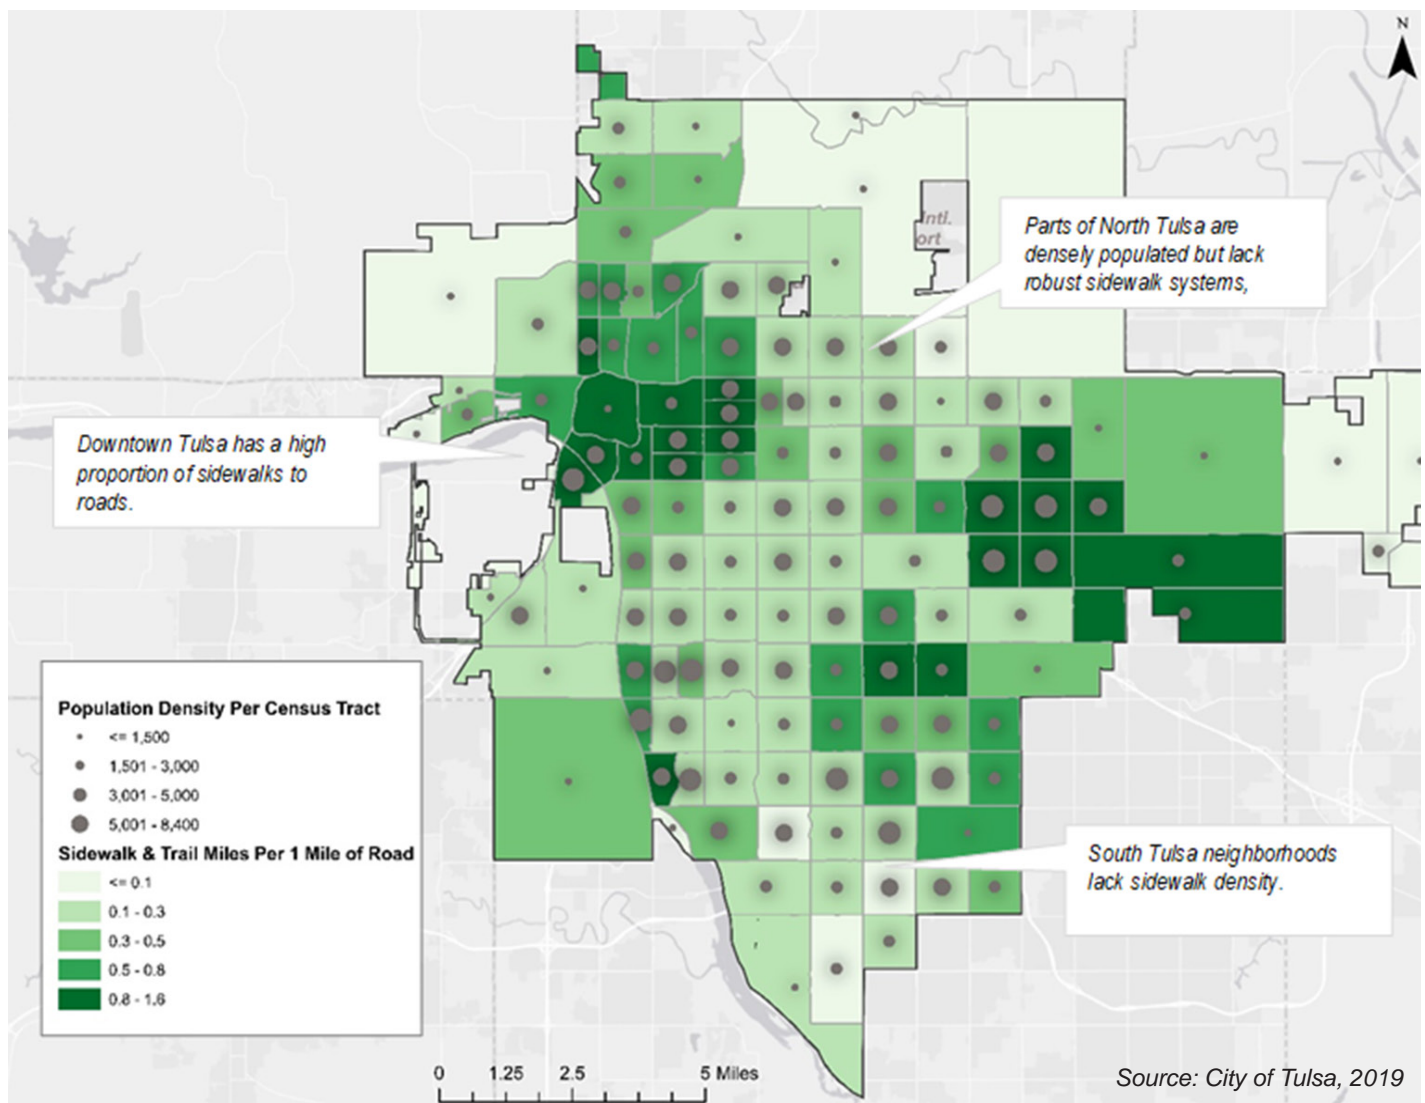 N
Intl.
ort
Parts of North Tulsa are
densely populated but lack
robust sidewalk systems,
Downtown Tulsa has a high
proportion of sidewalks to
roads.
Population Density Per Census Tract
<= 1,500
1,501 - 3,000
3,001 - 5,000
5,001 - 8,400
Sidewalk & Trail Miles Per 1 Mile of Road
<= 0.1
0.1 - 0.3
0.3 - 0.5
0.5 - 0.8
0.8 - 1.6
South Tulsa neighborhoods
lack sidewalk density.
0 1.25 2.5 5 Miles
Source: City of Tulsa, 2019